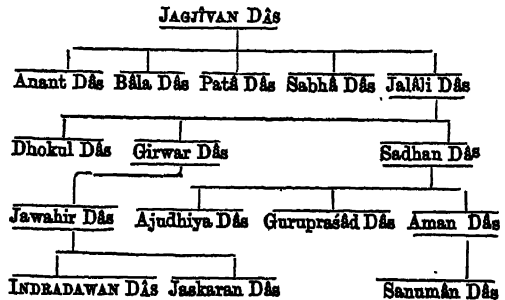 JAGJÎVAN DÂS
Anant Dâs Bâla Dâs Patâ Dâs Sabhâ Dâs Jalâli Dâs
Dhokul Dâs Girwar Dâs Sadhan Dâs
Jawahir Dâs Ajudhiya Dâs Guruprasâd Dâs Aman Dâs
INDRADAWAN DÎS Jaskaran Dâs Sanumân Dâs